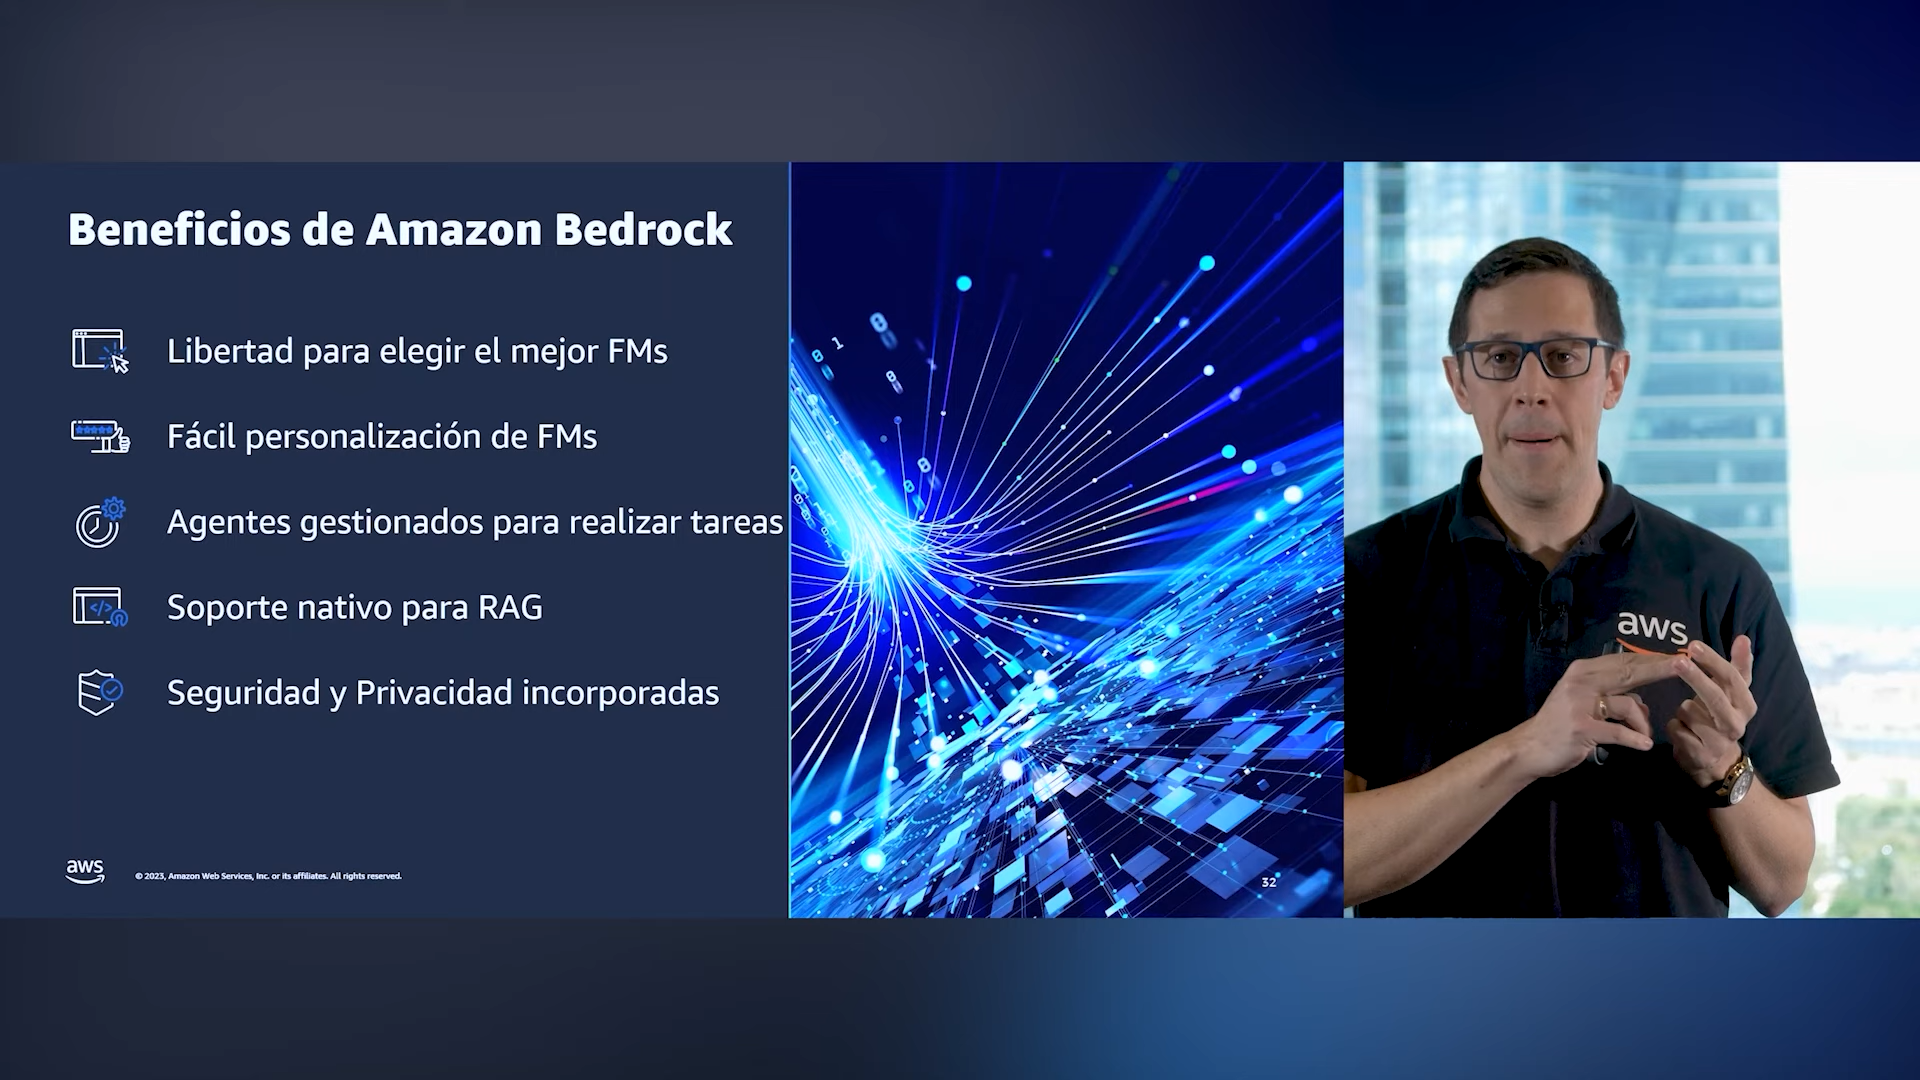 Beneficios de Amazon Bedrock
Libertad para elegir el mejor FMs
Fácil personalización de FMs
Agentes gestionados para realizar tareas
Soporte nativo para RAG
Seguridad y Privacidad incorporadas
aws
© 2023, Amazon Web Services, Inc. or its affiliates. All rights reserved.
32
aws